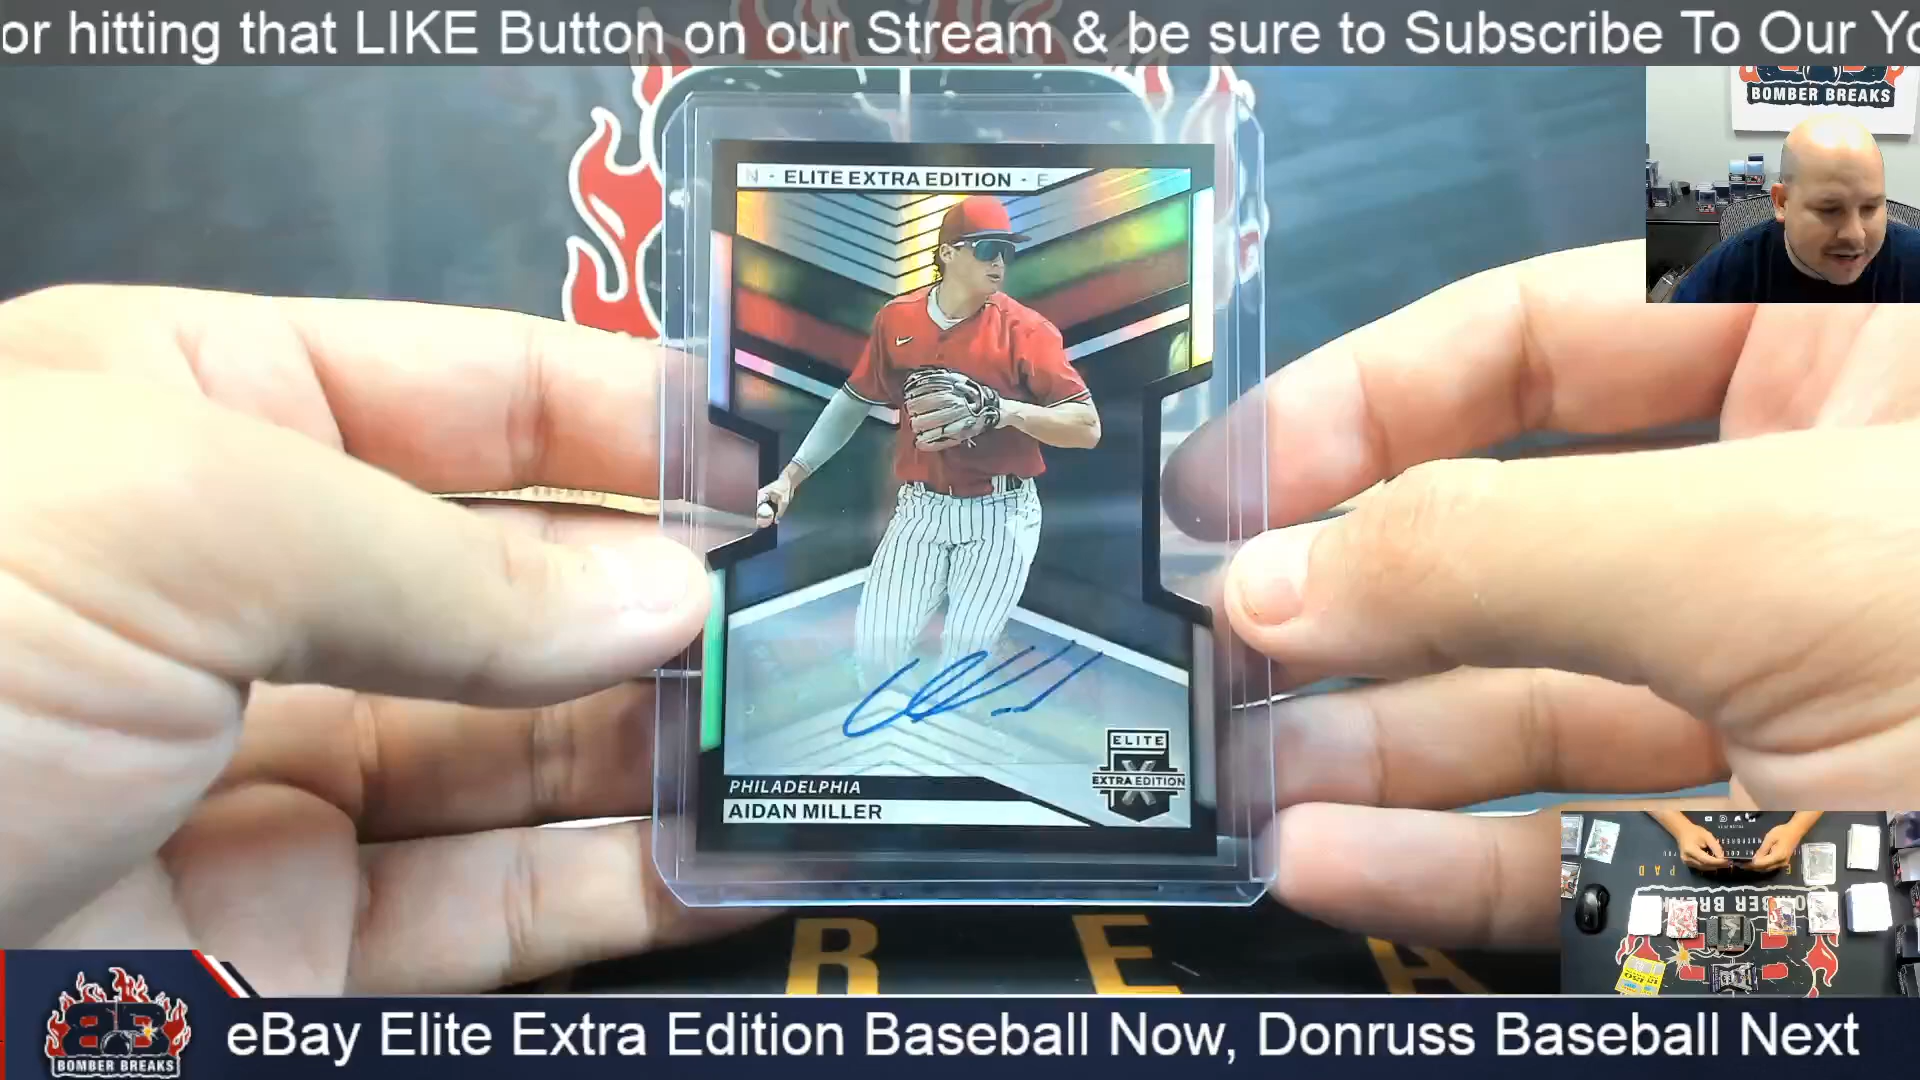 or hitting that LIKE Button on our Stream & be sure to Subscribe To Our Yo
BOMBER BREAKS
N - ELITE EXTRA EDITION - E
PHILADELPHIA
AIDAN MILLER
ELITE
EXTRA EDITION
X
R E A
BOMBER BREAKS
eBay Elite Extra Edition Baseball Now, Donruss Baseball Next